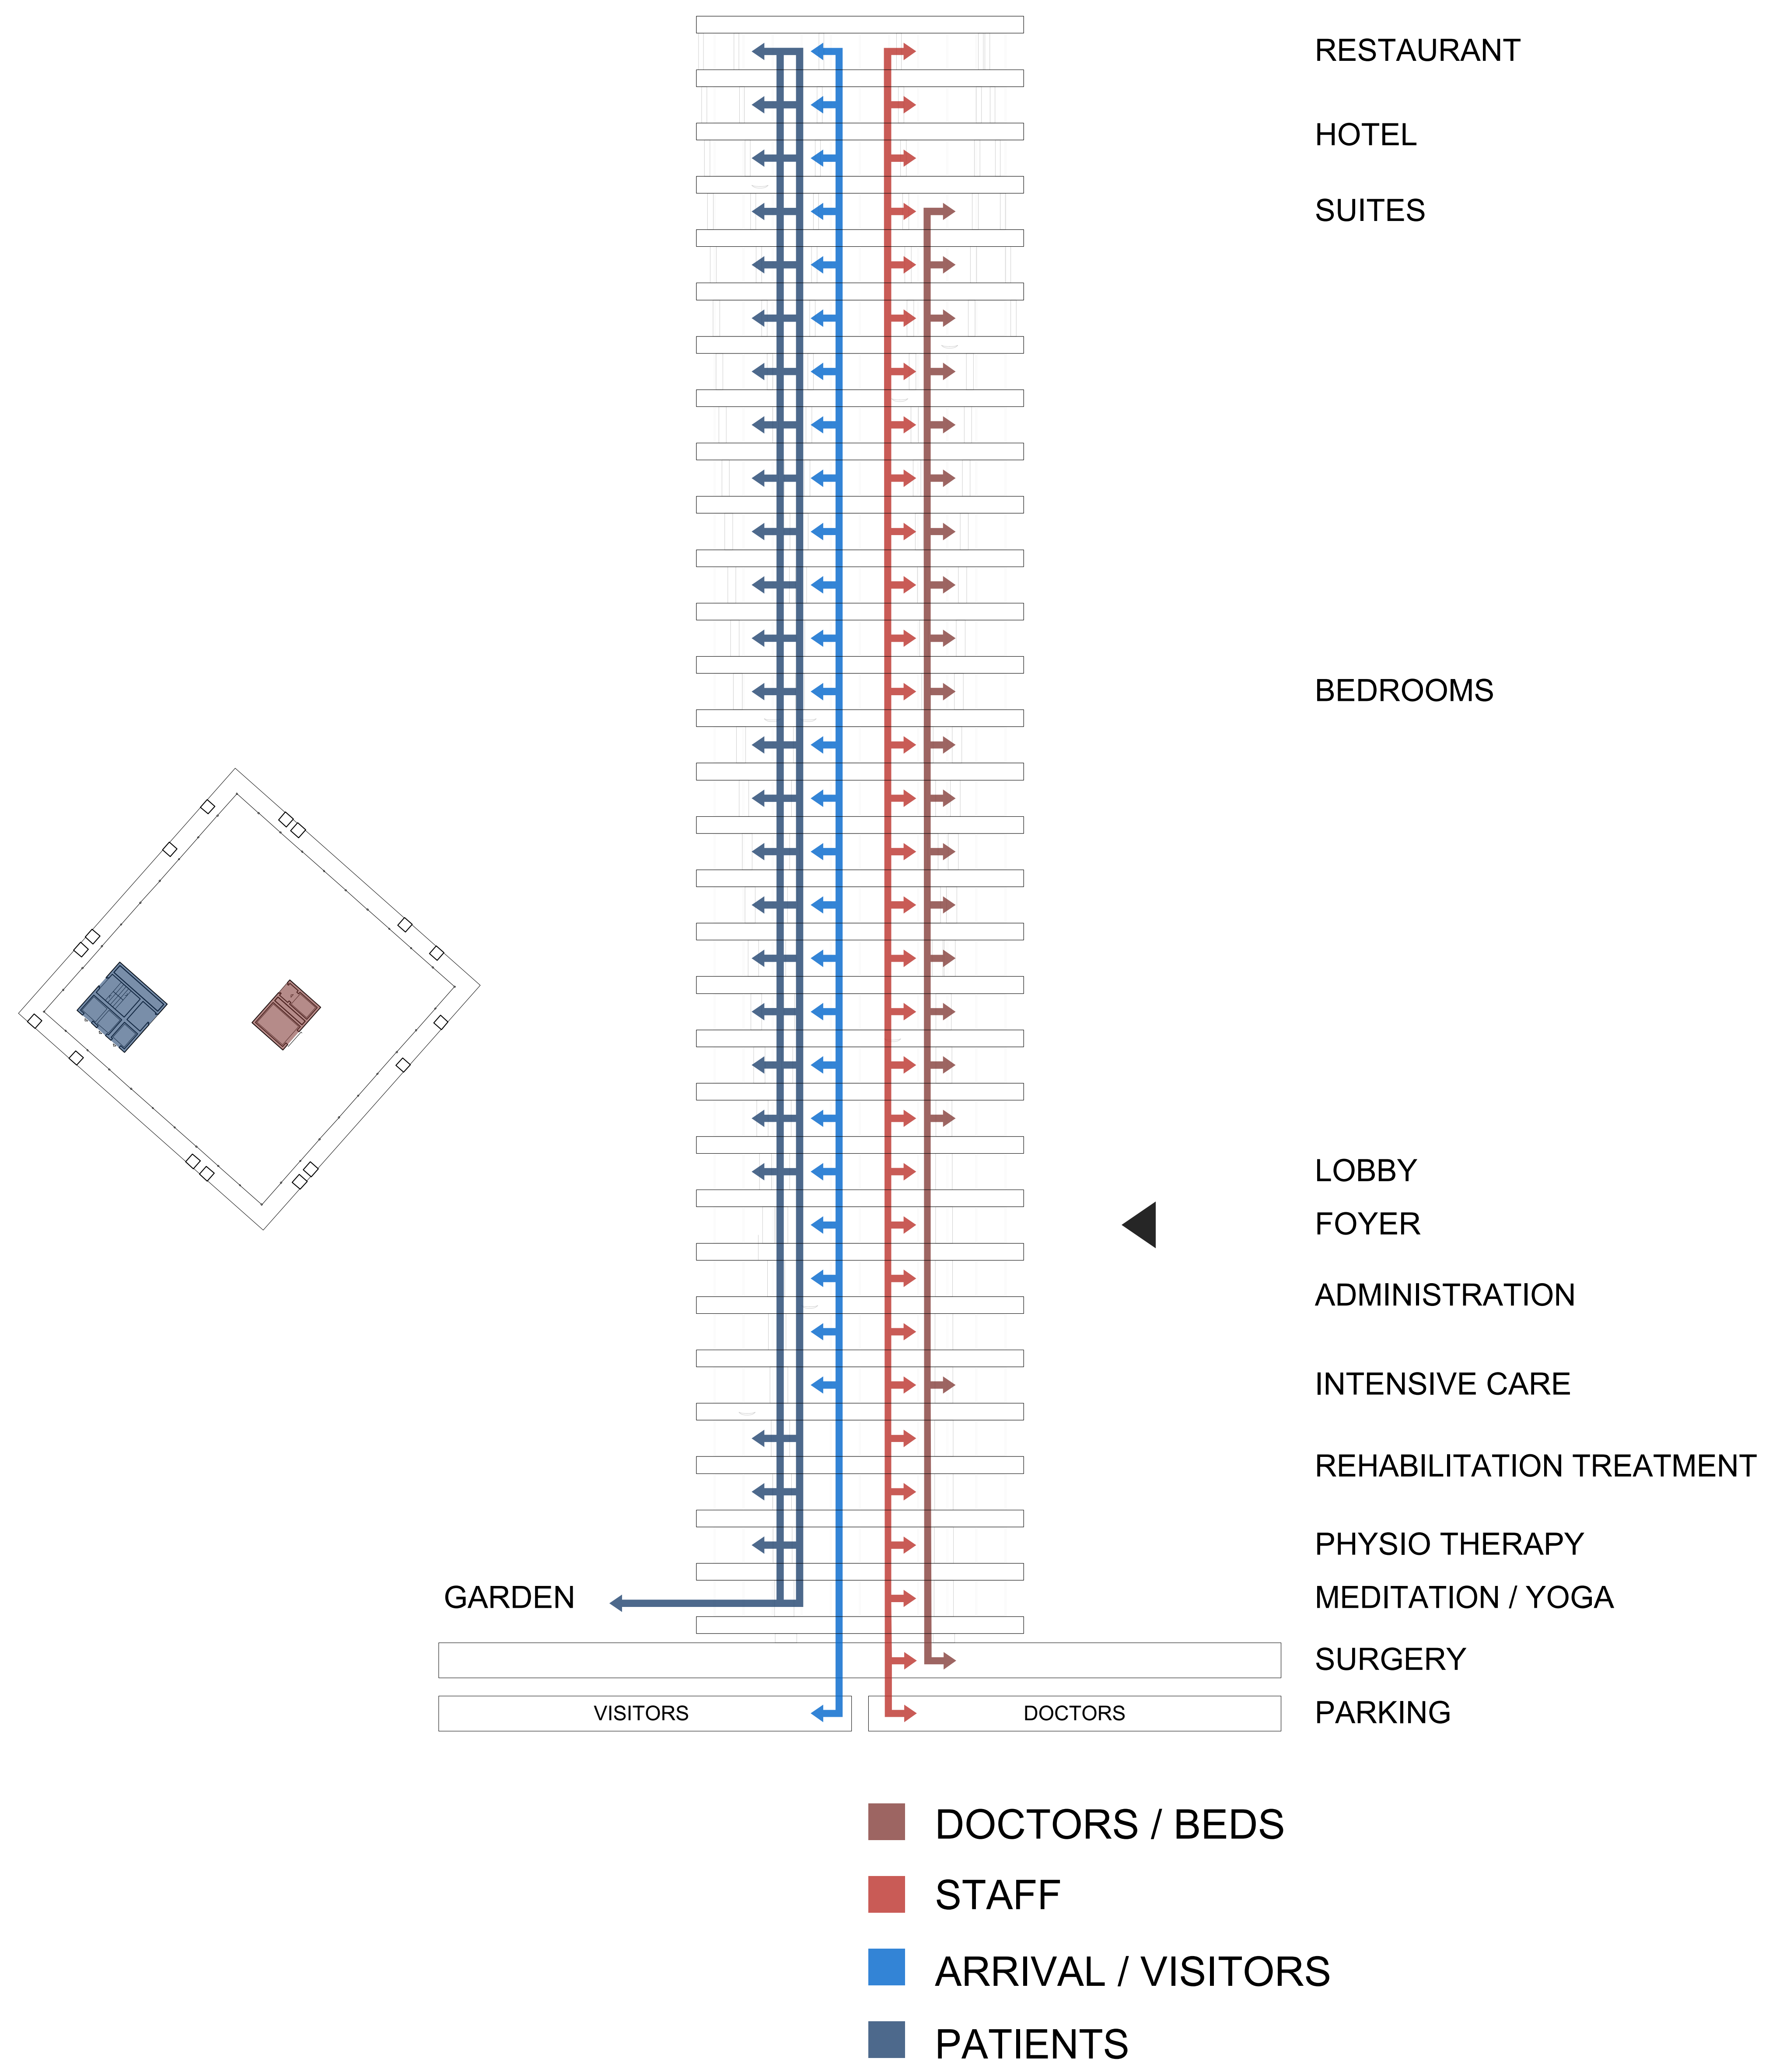 RESTAURANT
HOTEL
SUITES
BEDROOMS
LOBBY
FOYER
ADMINISTRATION
INTENSIVE CARE
REHABILITATION TREATMENT
PHYSIO THERAPY
GARDEN
MEDITATION / YOGA
SURGERY
VISITORS
DOCTORS
PARKING
DOCTORS / BEDS
STAFF
ARRIVAL / VISITORS
PATIENTS